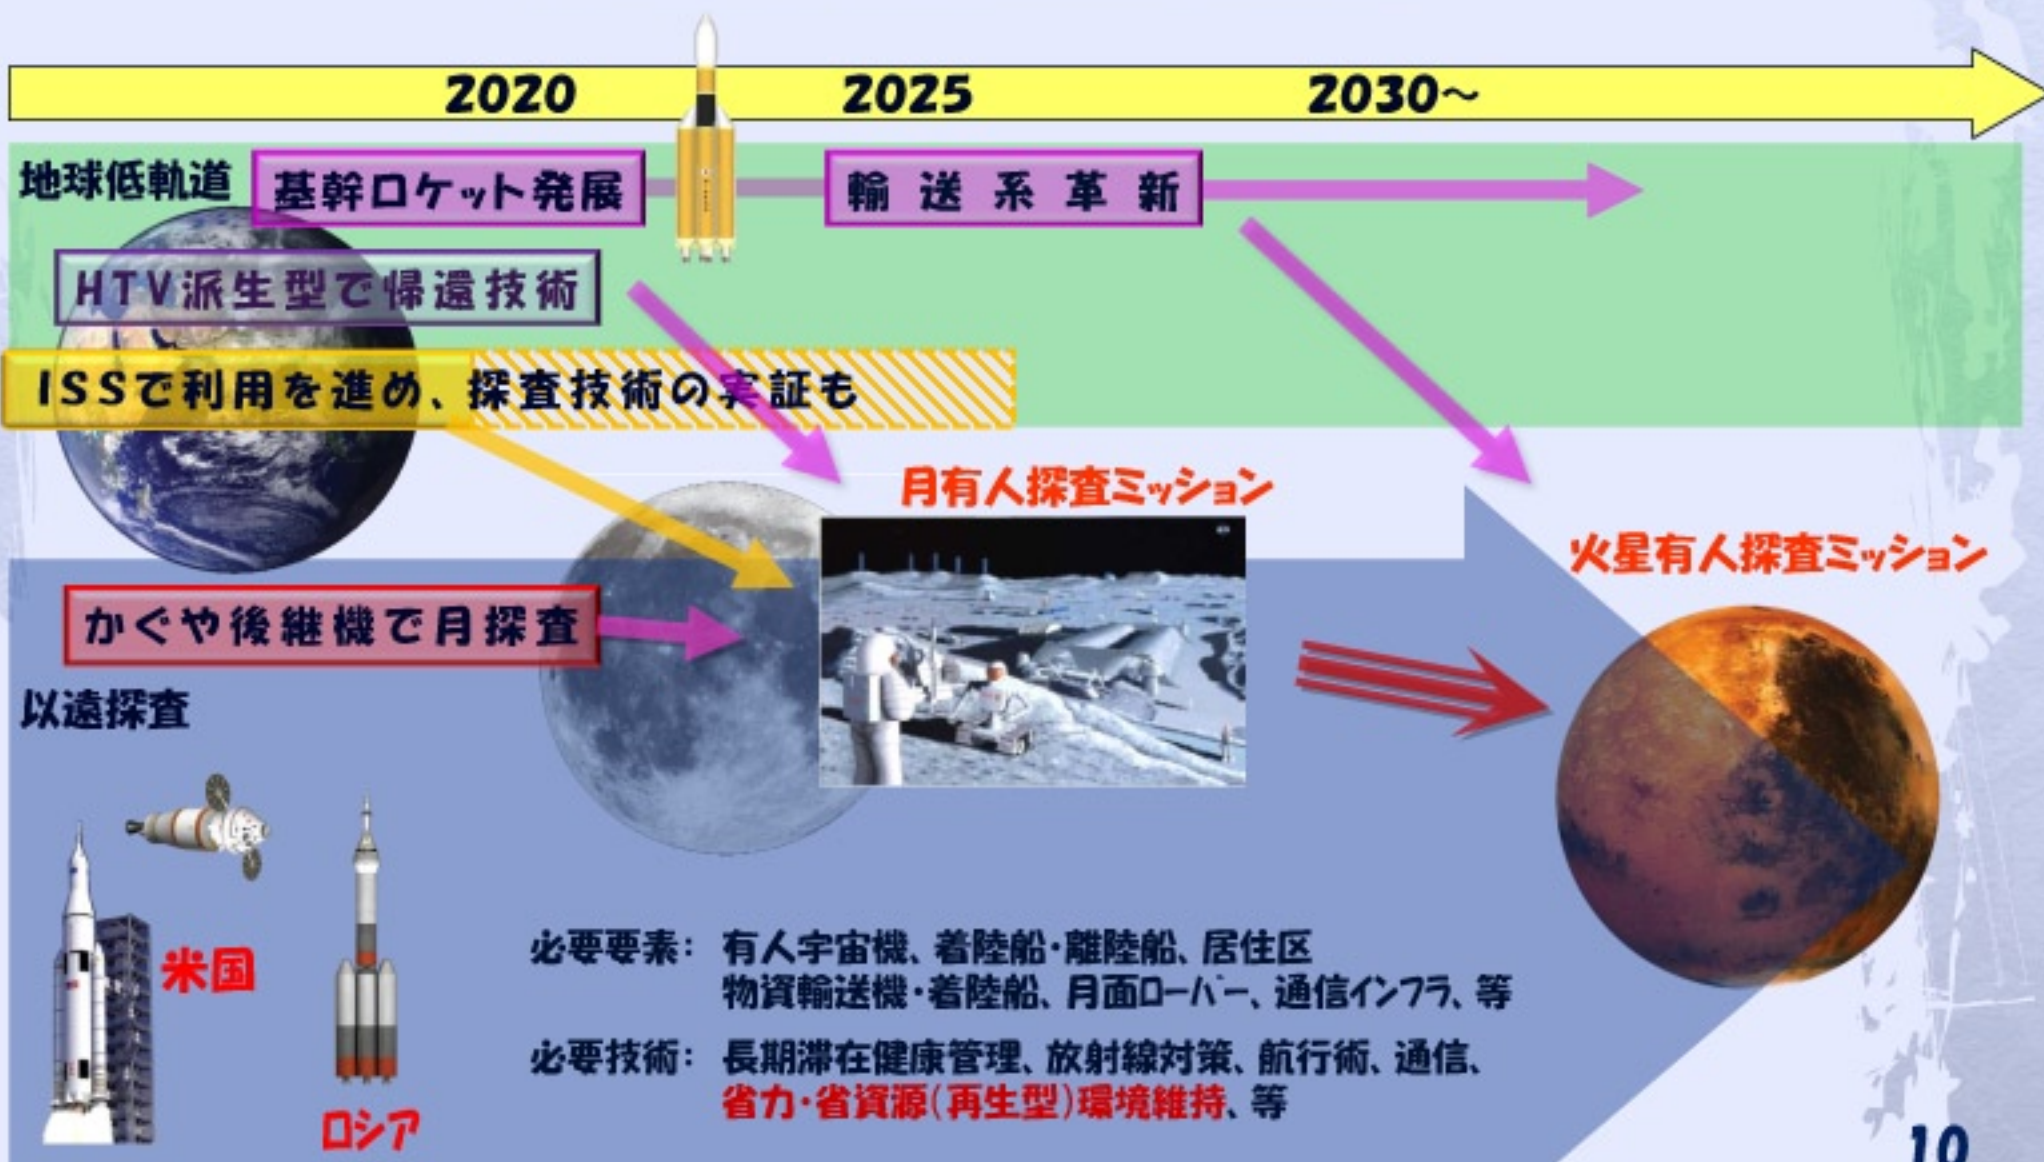 2020 2025 2030～
地球低軌道
基幹ロケット発展
輸送系革新
HTV派生型で帰還技術
ISSで利用を進め、探査技術の実証も
月有人探査ミッション
火星有人探査ミッション
かぐや後継機で月探査
以遠探査
米国
ロシア
必要要素： 有人宇宙機、着陸船・離陸船、居住区
物資輸送機・着陸船、月面ローバー、通信インフラ、等
必要技術： 長期滞在健康管理、放射線対策、航行術、通信、
省力・省資源(再生型)環境維持、等
10